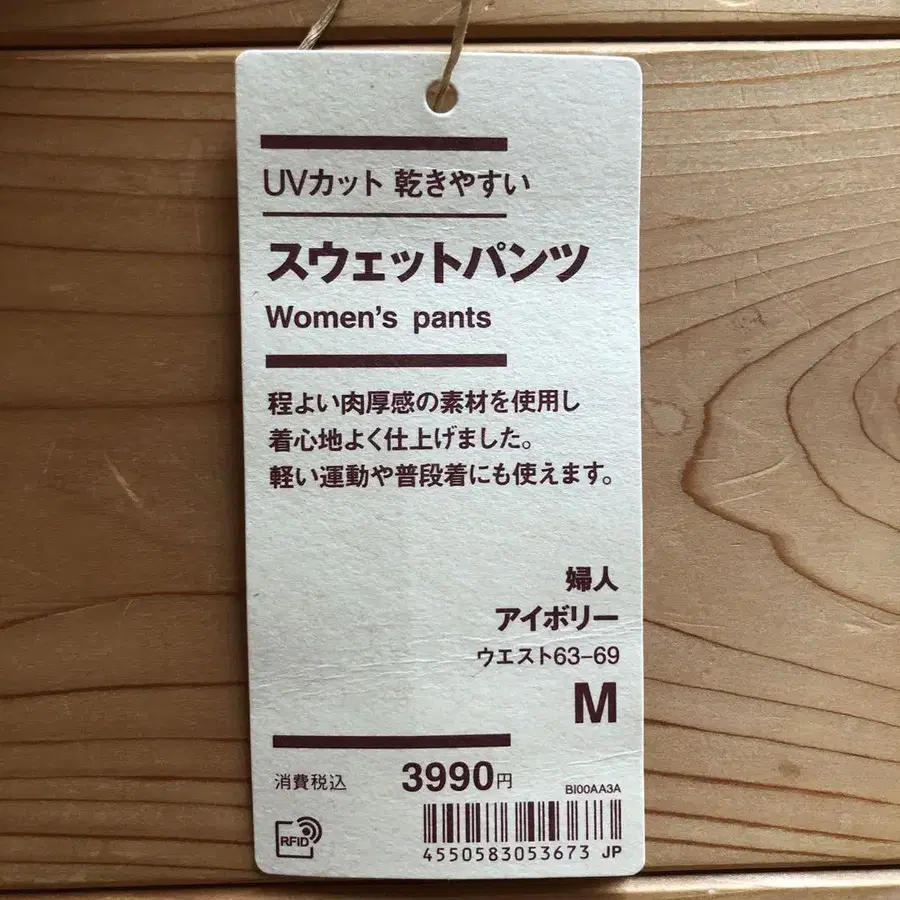 UVカット 乾きやすい
スウェットパンツ
Women's pants
程よい肉厚感の素材を使用し
着心地よく仕上げました。
軽い運動や普段着にも使えます。
婦人
アイボリー
ウエスト63-69
M
消費税込 3990円
BI00AA3A
RFID
4550583053673 JP